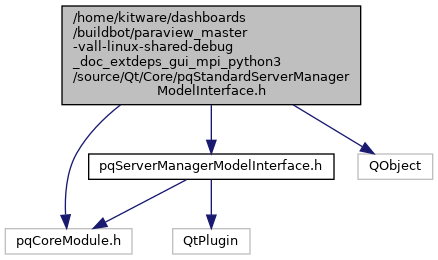 /home/kitware/dashboards
/buildbot/paraview_master
-vall-linux-shared-debug
_doc_extdeps_gui_mpi_python3
/source/Qt/Core/pqStandardServerManager
ModelInterface.h
pqServerManagerModelInterface.h
QObject
pqCoreModule.h
QtPlugin